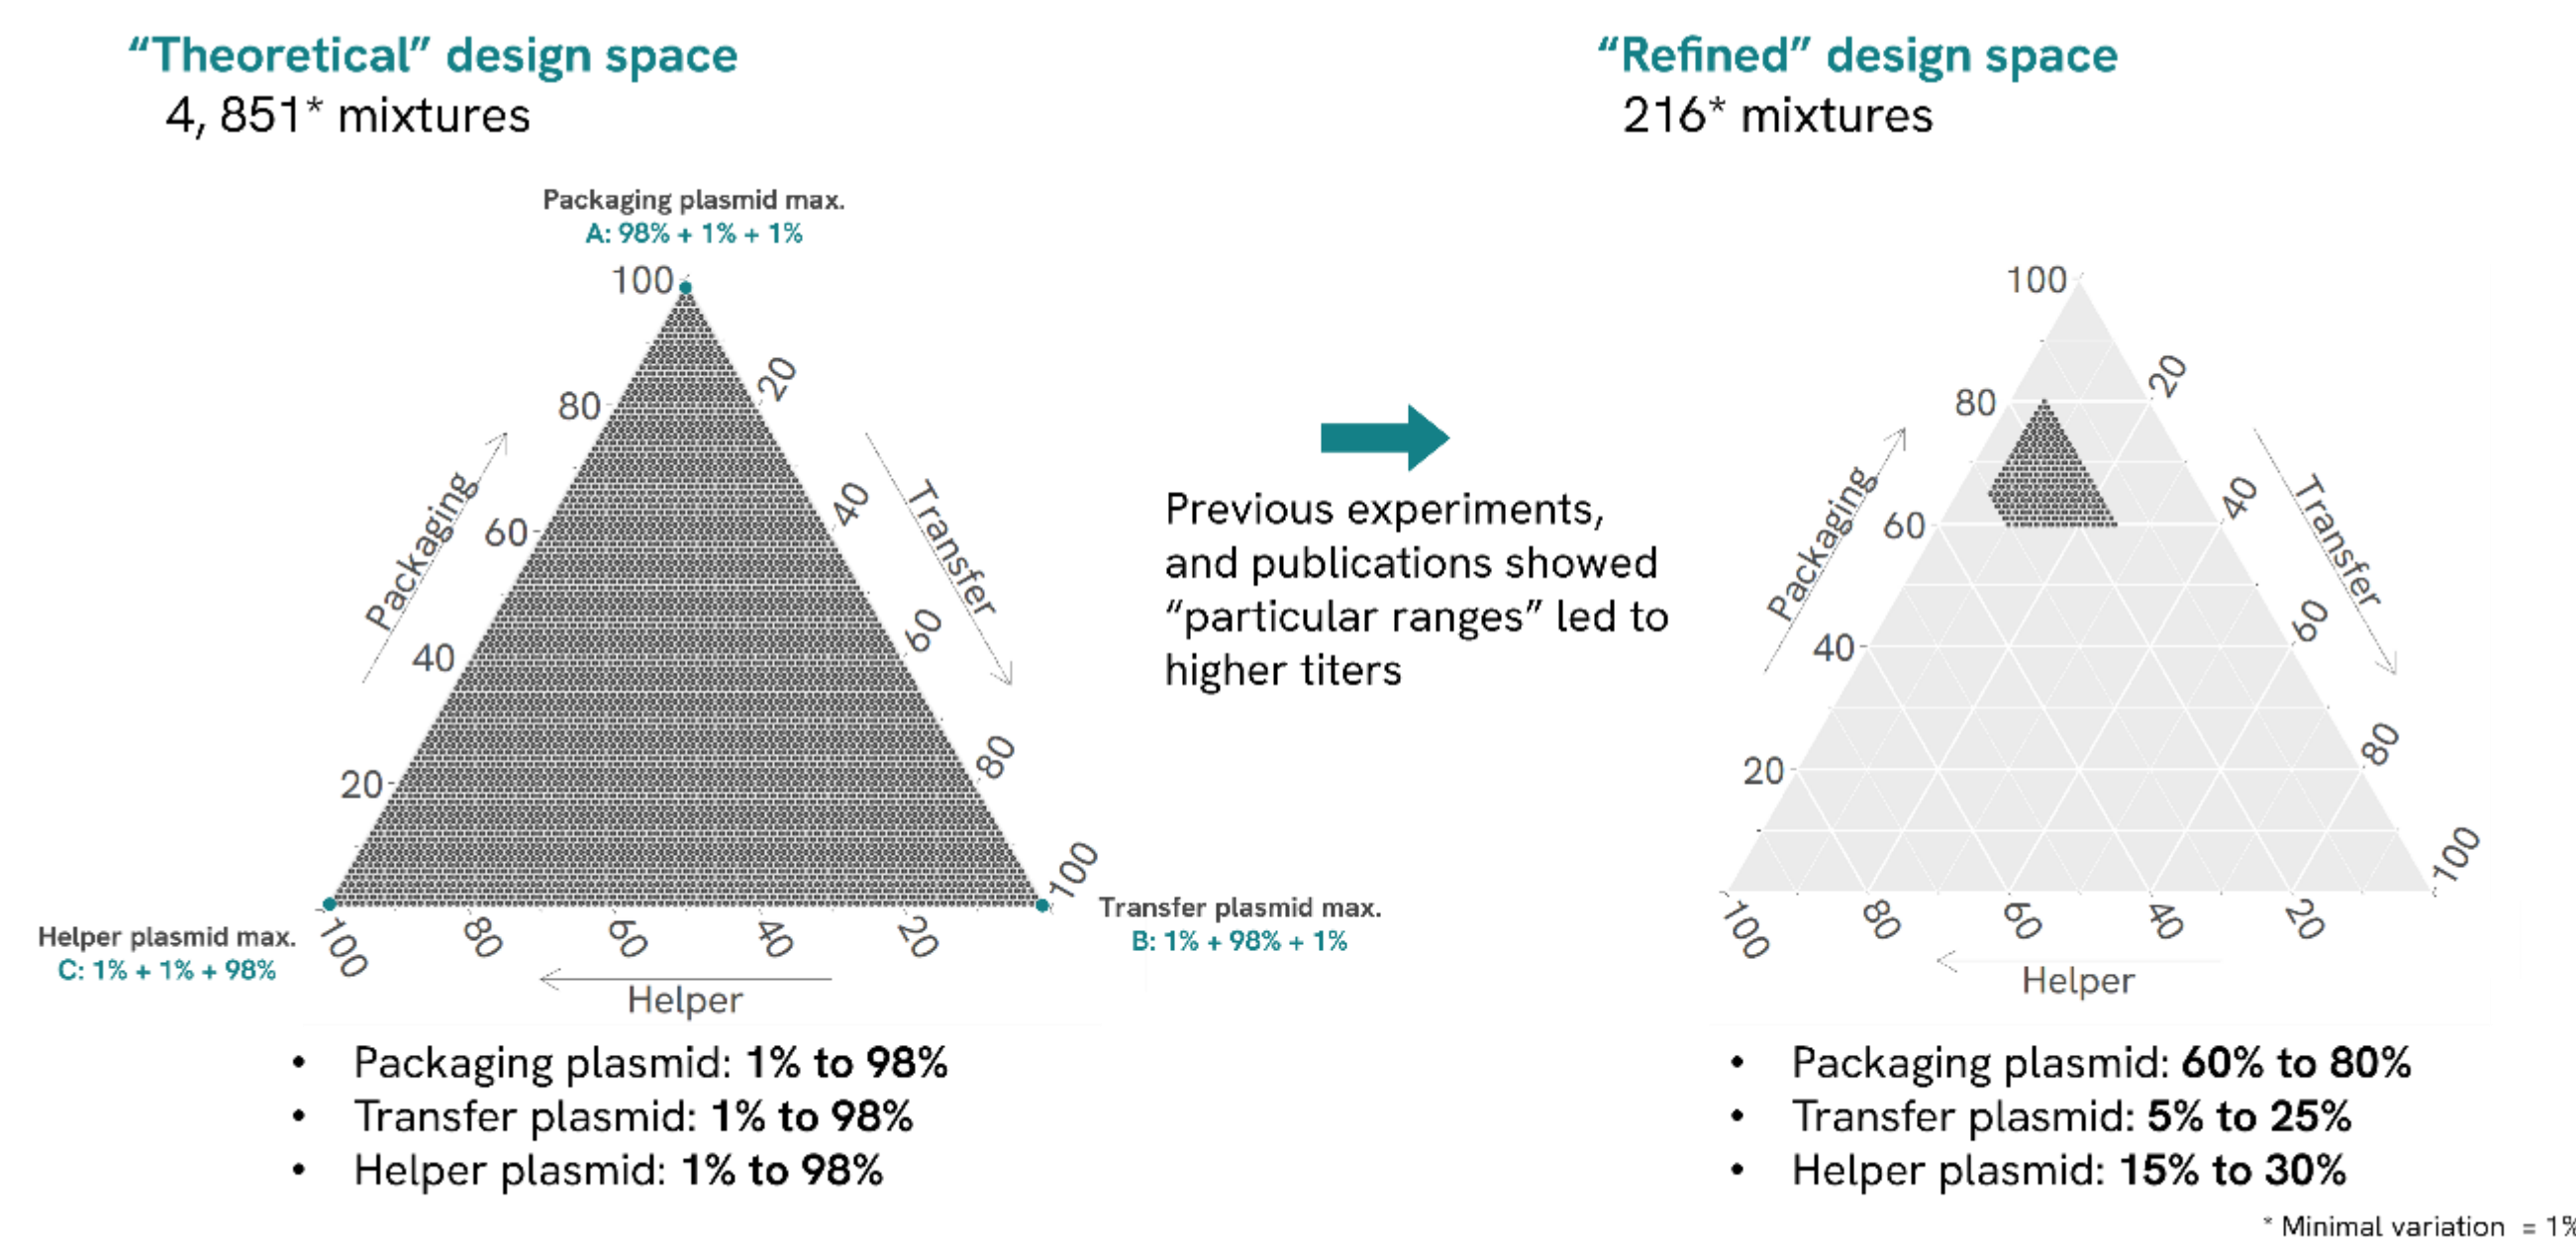 “Theoretical” design space
4, 851* mixtures
Packaging plasmid max.
A: 98% + 1% + 1%
100
80
60
40
20
Packaging
20
40
60
80
100
Transfer
100
80
60
40
20
Helper
Helper plasmid max.
C: 1% + 1% + 98%
Transfer plasmid max.
B: 1% + 98% + 1%
• Packaging plasmid: 1% to 98%
• Transfer plasmid: 1% to 98%
• Helper plasmid: 1% to 98%
Previous experiments,
and publications showed
“particular ranges” led to
higher titers
“Refined” design space
216* mixtures
100
80
60
40
20
Packaging
20
40
60
80
100
Transfer
100
80
60
40
20
Helper
• Packaging plasmid: 60% to 80%
• Transfer plasmid: 5% to 25%
• Helper plasmid: 15% to 30%
* Minimal variation = 1%